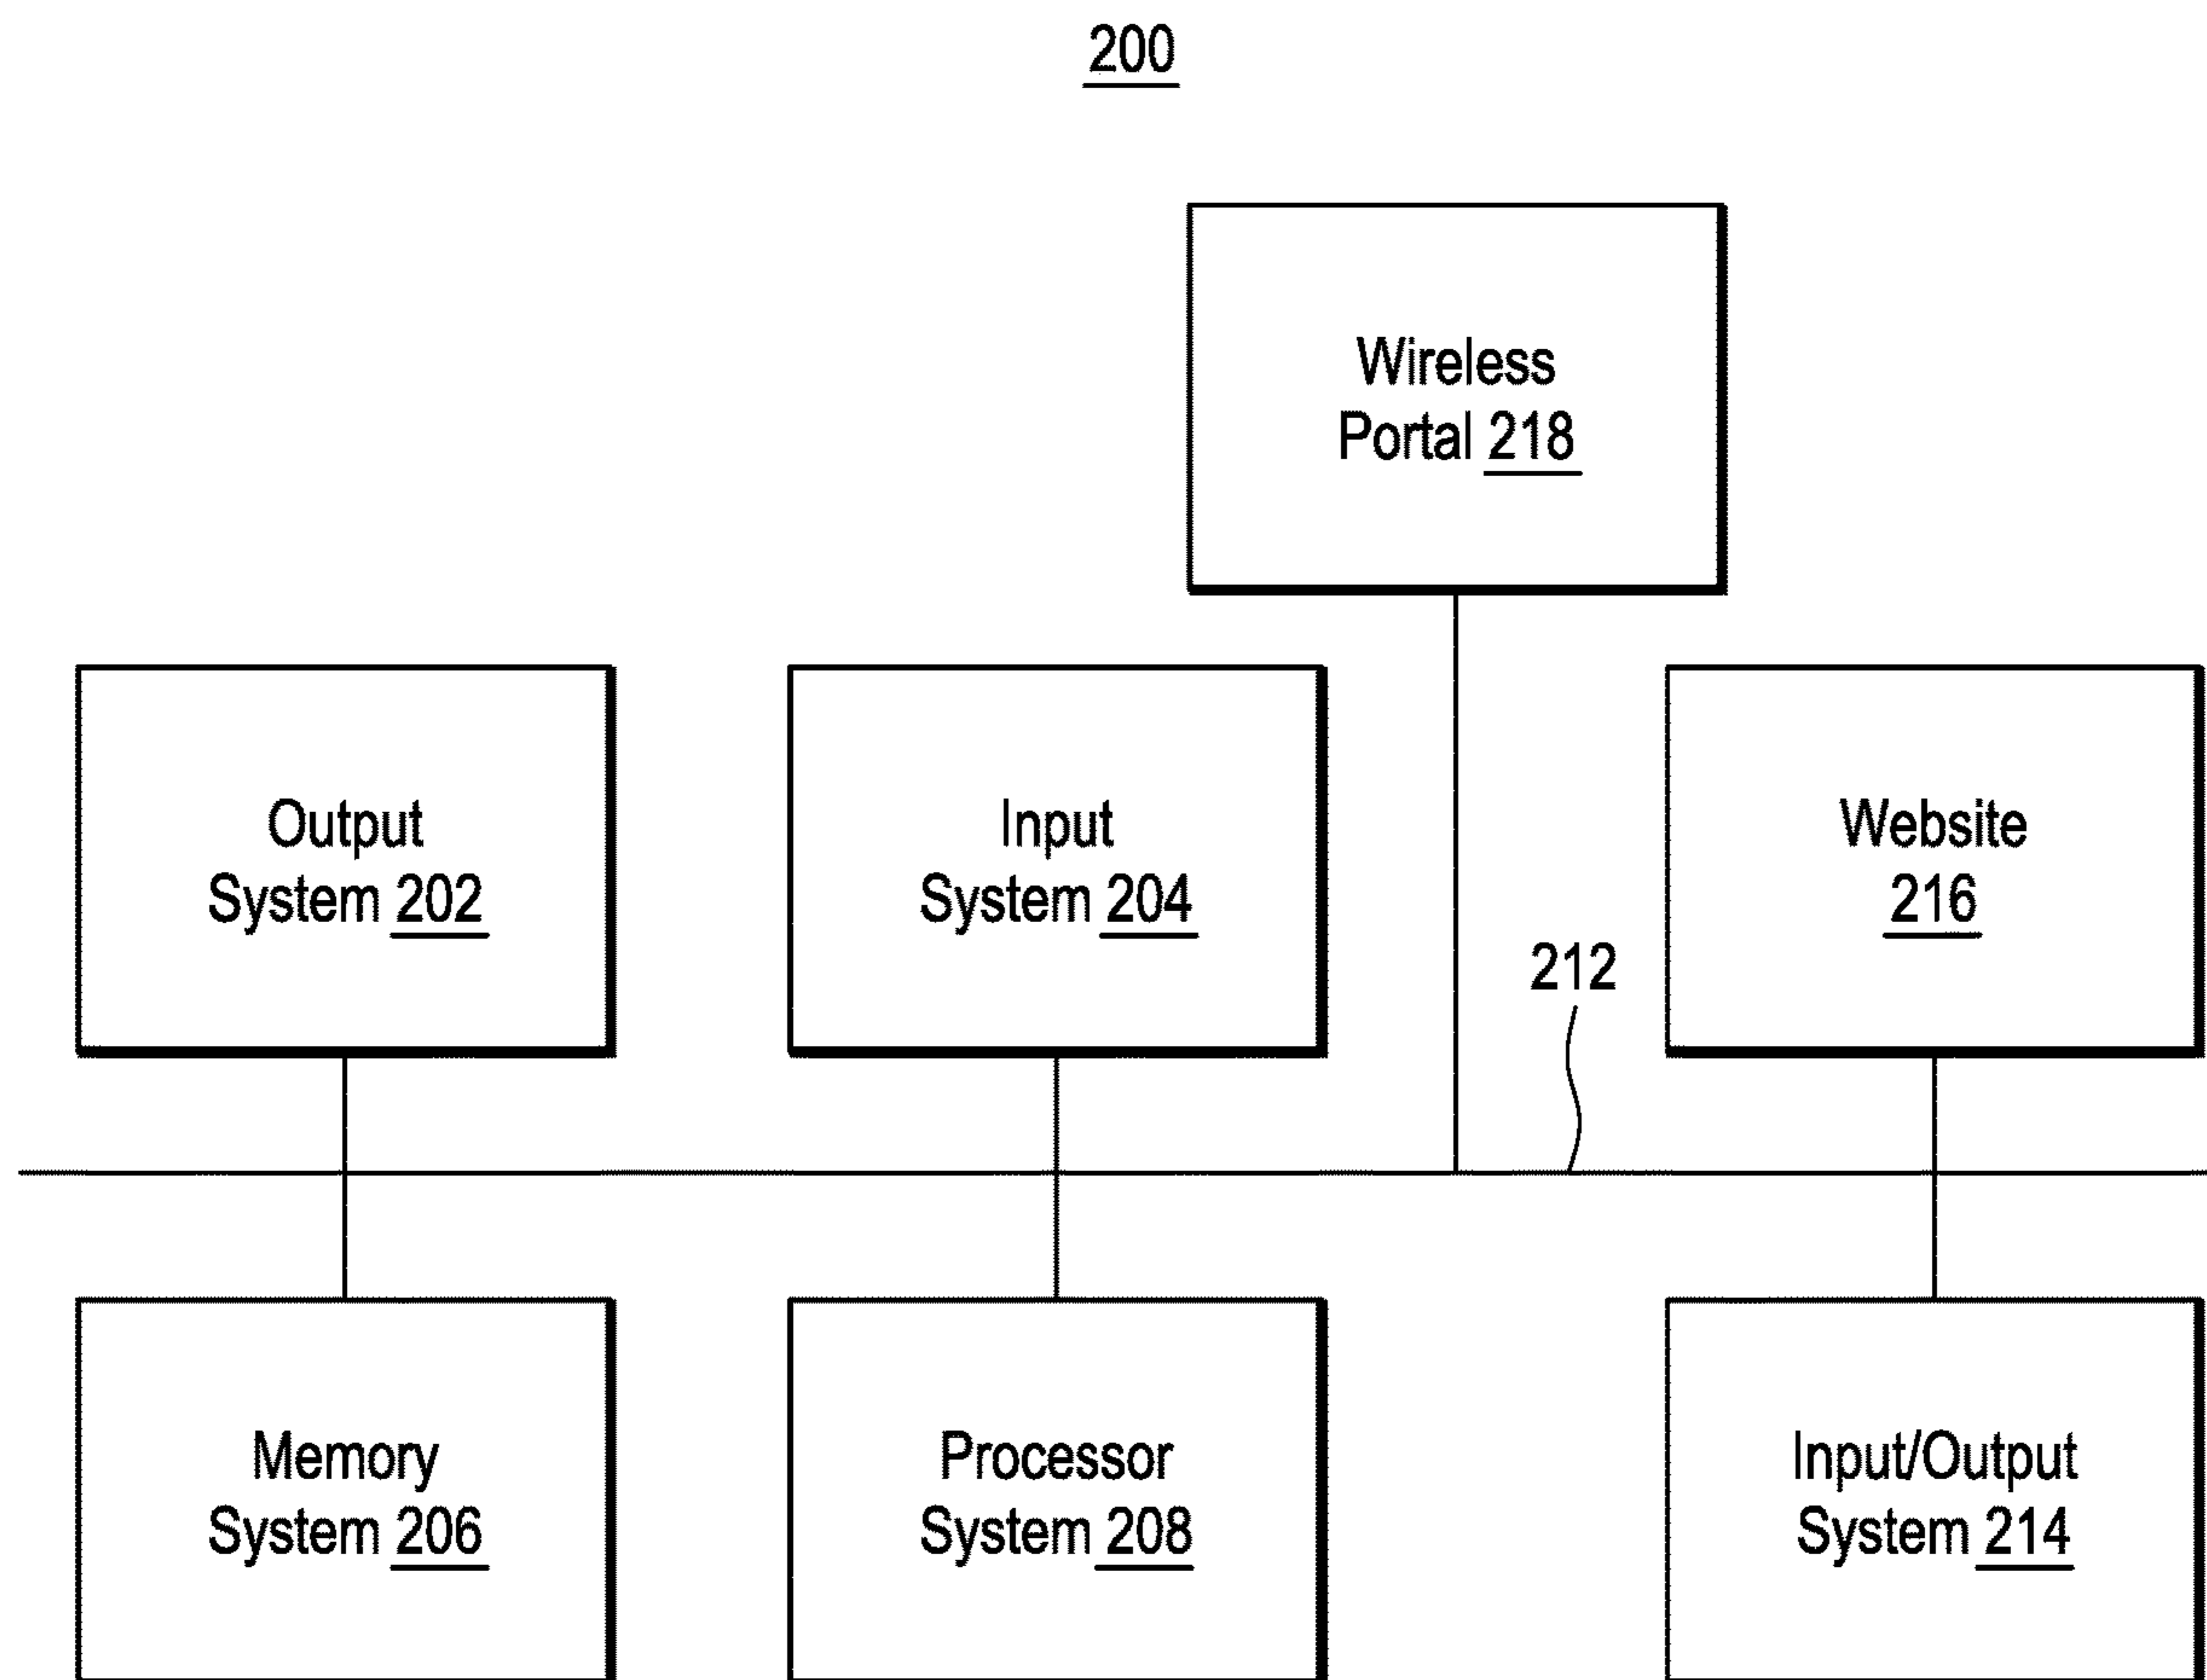 200
Wireless
Portal 218
Output
System 202
Input
System 204
Website
216
212
Memory
System 206
Processor
System 208
Input/Output
System 214